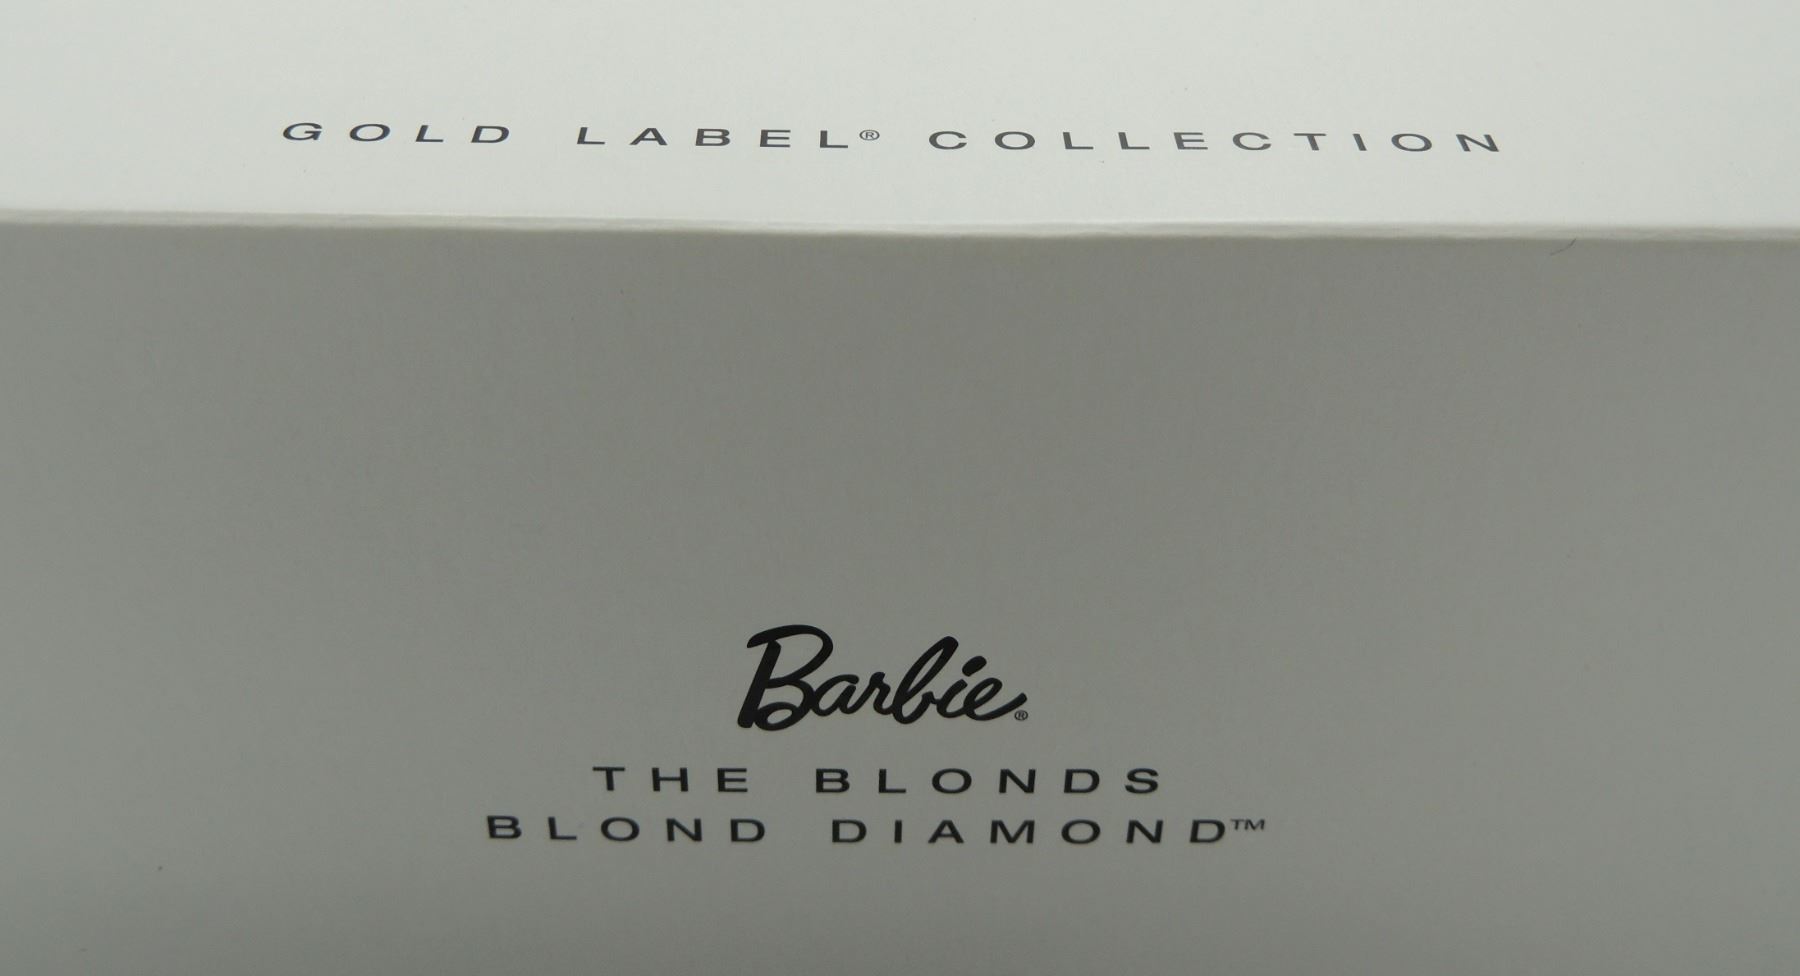 GOLD LABEL® COLLECTION
Barbie®
THE BLONDS
BLOND DIAMOND™